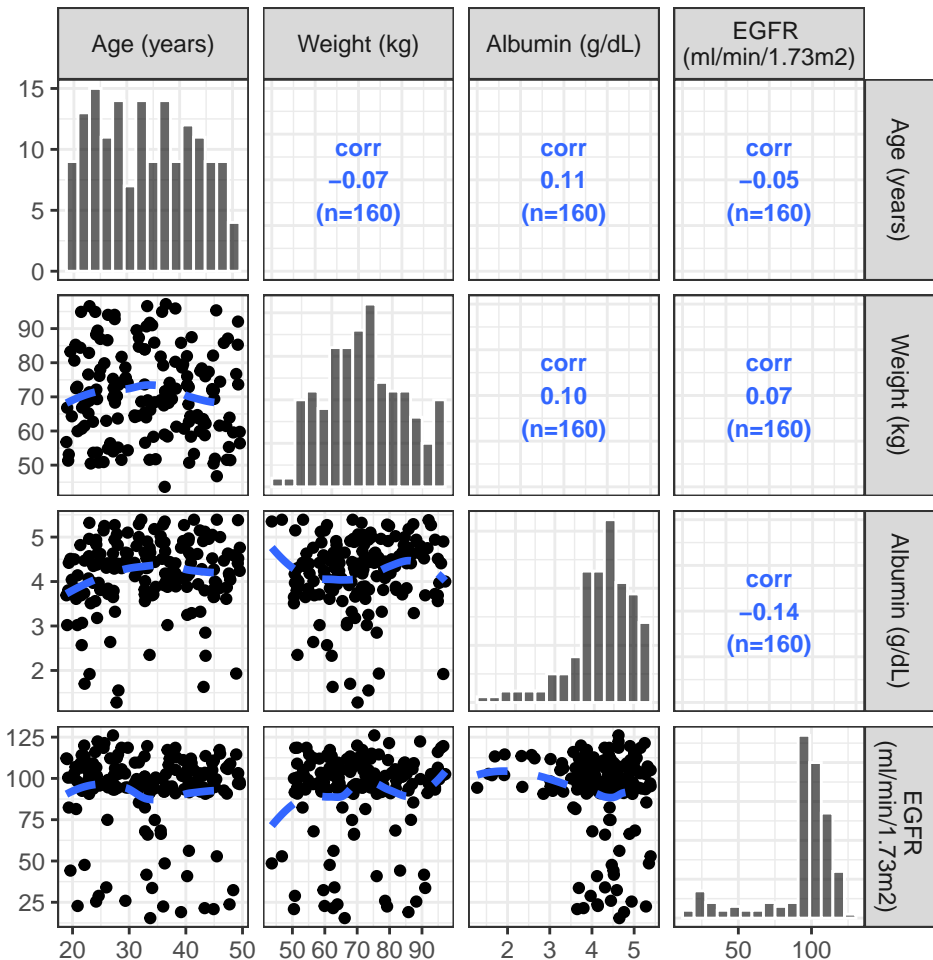 Age (years)
Weight (kg)
Albumin (g/dL)
EGFR
(ml/min/1.73m2)
15
10
5
0
corr
−0.07
(n=160)
corr
0.11
(n=160)
corr
−0.05
(n=160)
Age (years)
90
80
70
60
50
corr
0.10
(n=160)
corr
0.07
(n=160)
Weight (kg)
5
4
3
2
corr
−0.14
(n=160)
Albumin (g/dL)
125
100
75
50
25
EGFR
(ml/min/1.73m2)
20 30 40 50
50 60 70 80 90
2 3 4 5
50 100